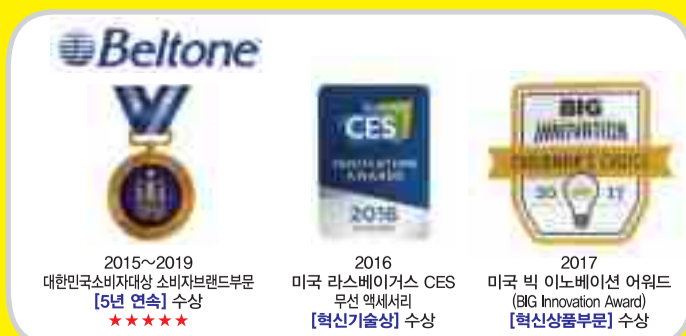 Beltone
CES
INNOVATION
AWARDS
2016
BIG
INNOVATION
20 17
2015~2019
대한민국소비자대상 소비자브랜드부문
[5년 연속] 수상
★★★★★
2016
미국 라스베이거스 CES
무선 액세서리
[혁신기술상] 수상
2017
미국 빅 이노베이션 어워드
(BIG Innovation Award)
[혁신상품부문] 수상